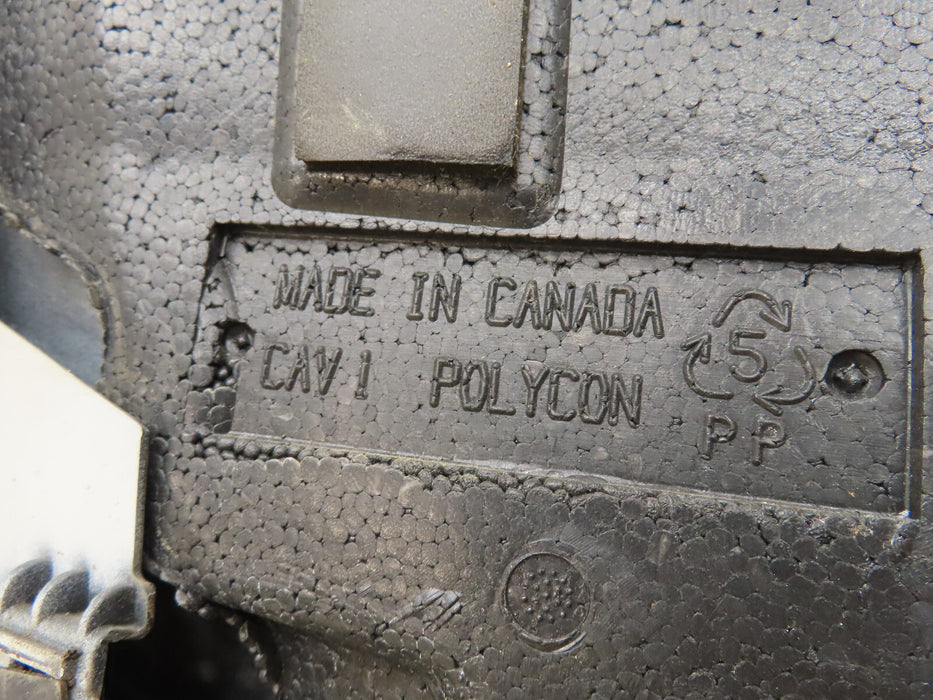 MADE IN CANADA
CAV 1 POLYCON
5
PP